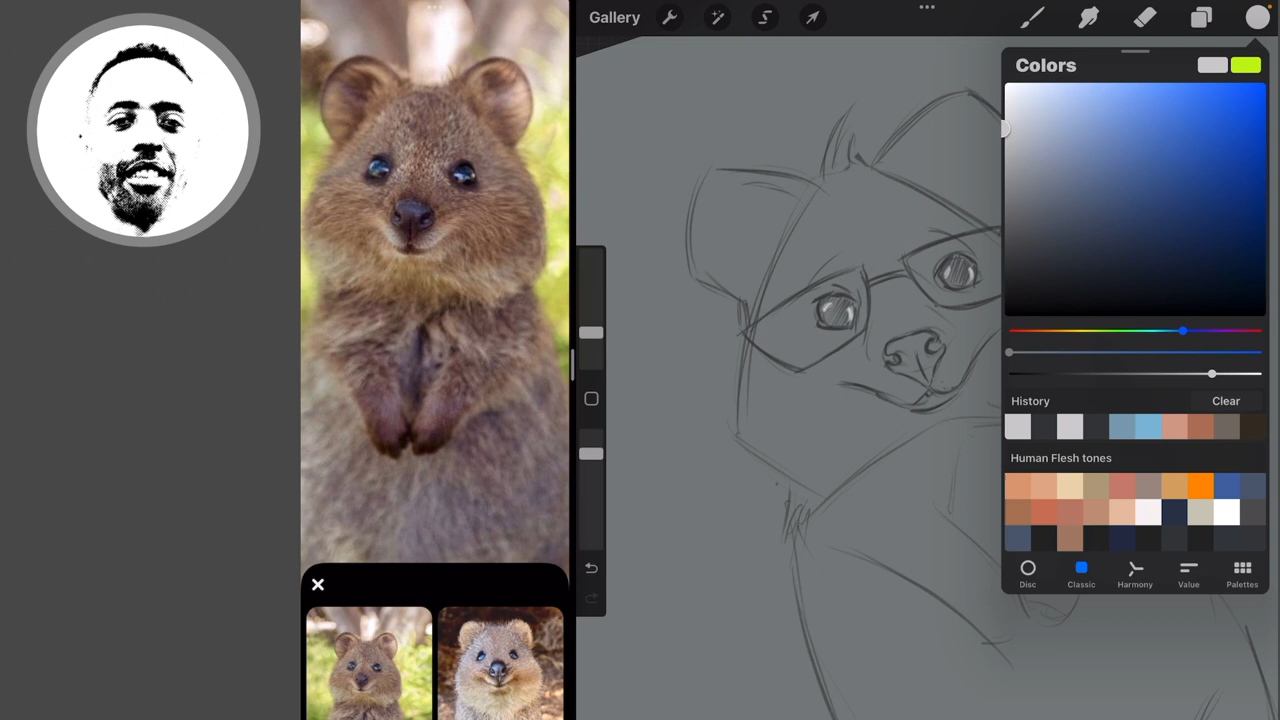 Gallery
Colors
History
Clear
Human Flesh tones
Disc
Classic
Harmony
Value
Palettes